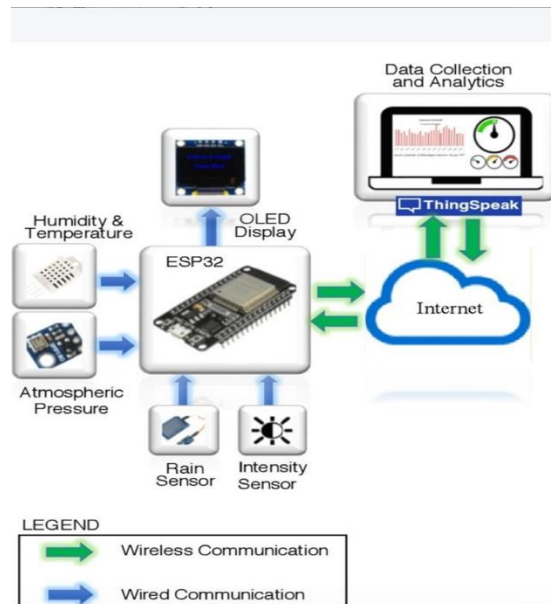 Data Collection
and Analytics
ThingSpeak
OLED
Display
Humidity &
Temperature
ESP32
Internet
Atmospheric
Pressure
Rain
Sensor
Intensity
Sensor
LEGEND
Wireless Communication
Wired Communication